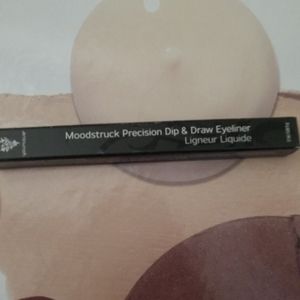 Moodstruck Precision Dip & Draw Eyeliner
Ligneur Liquide